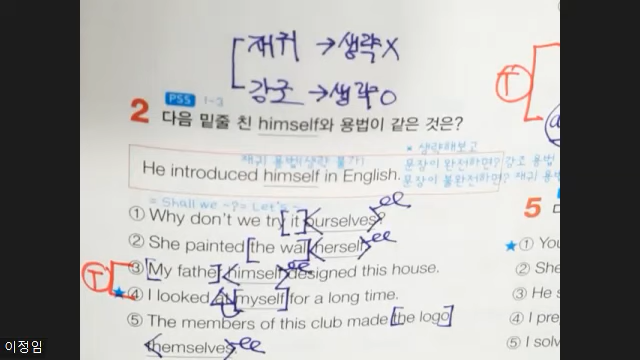 재귀 → 생략X
강조 → 생략O
PSS 1-3
2 다음 밑줄 친 himself와 용법이 같은 것은?
* 생략해보고
재귀 용법(생략 불가)
문장이 완전하면? 강조 용법
He introduced himself in English.
문장이 불완전하면? 재귀 용법
= Shall we ~? = Let's ~
① Why don't we try it ourselves?
② She painted the wall herself.
③ My father himself designed this house.
T
★④ I looked at myself for a long time.
⑤ The members of this club made the logo
themselves.
T
5
★① You
② She
③ He s
④ I pre
⑤ I solv
이정임